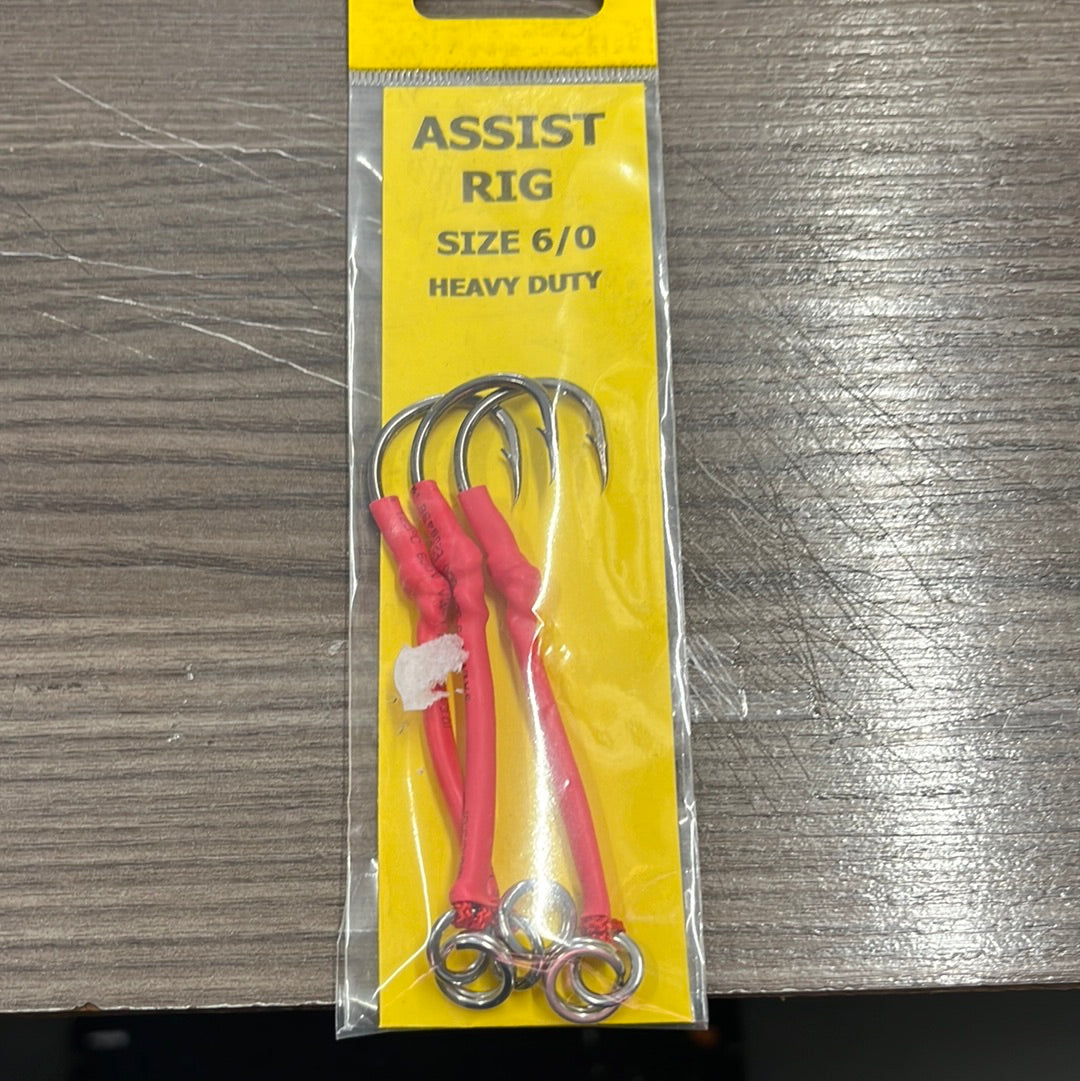 ASSIST
RIG
SIZE 6/0
HEAVY DUTY